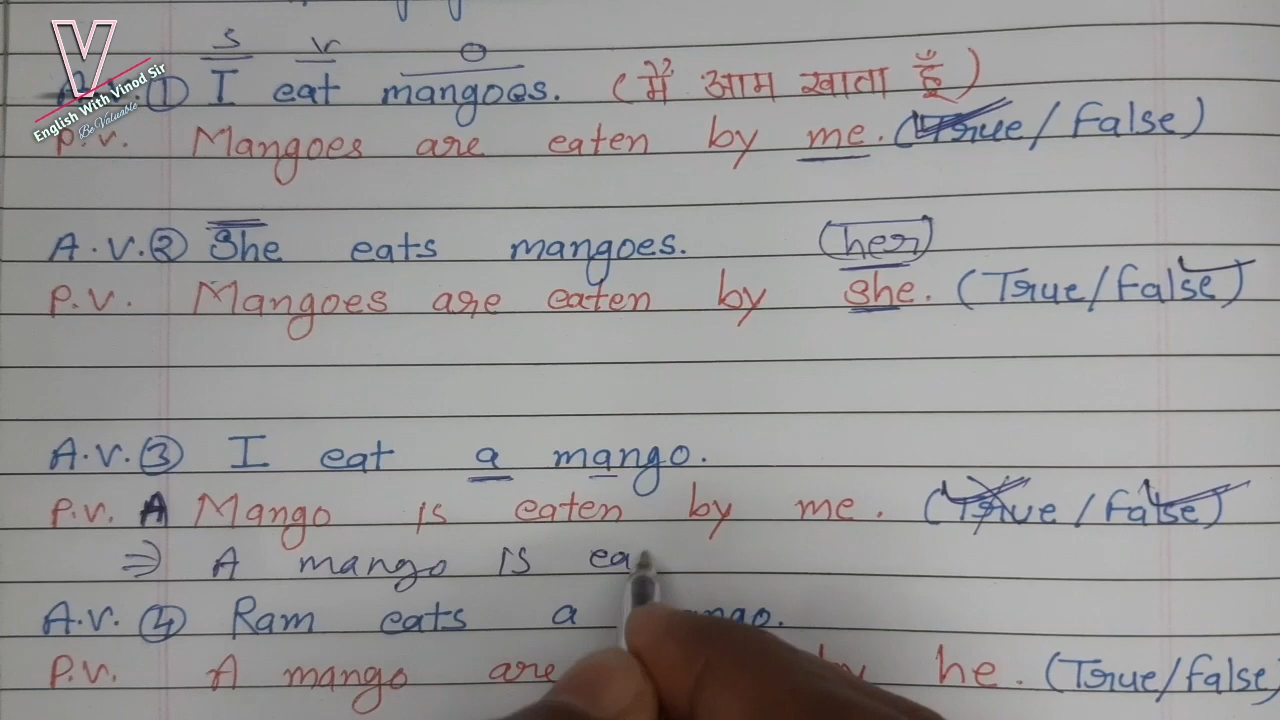 V
English With Vinod Sir
Be Valuable
S V O
A.V. ① I eat mangoes. (मैं आम खाता हूँ)
P.V. Mangoes are eaten by me. (True/False)
A.V. ② She eats mangoes. (her)
P.V. Mangoes are eaten by she. (True/False)
A.V. ③ I eat a mango.
P.V. A Mango is eaten by me. (True/False)
⇒ A mango is ea
A.V. ④ Ram eats a
P.V. A mango are he. (True/False)